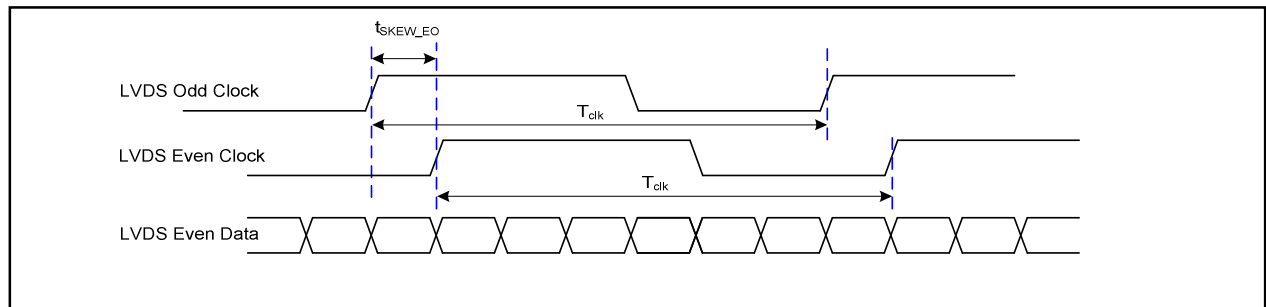 tSKEW_EO
LVDS Odd Clock
Tclk
LVDS Even Clock
Tclk
LVDS Even Data